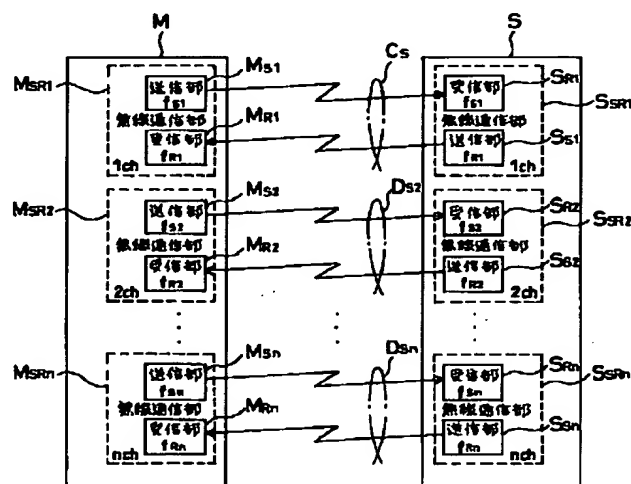 M
S
MSR1
MS1
CS
SR1
送信部
fS1
受信部
fS1
SSR1
無線通信部
MR1
無線通信部
受信部
fR1
送信部
fR1
SS1
1ch
1ch
MSR2
MS2
DS2
SR2
送信部
fS2
受信部
fS2
SSR2
無線通信部
MR2
無線通信部
受信部
fR2
送信部
fR2
SS2
2ch
2ch
MSRn
MSn
DSn
SRn
送信部
fSn
受信部
fSn
SSRn
無線通信部
MRn
無線通信部
受信部
fRn
送信部
fRn
SSn
nch
nch